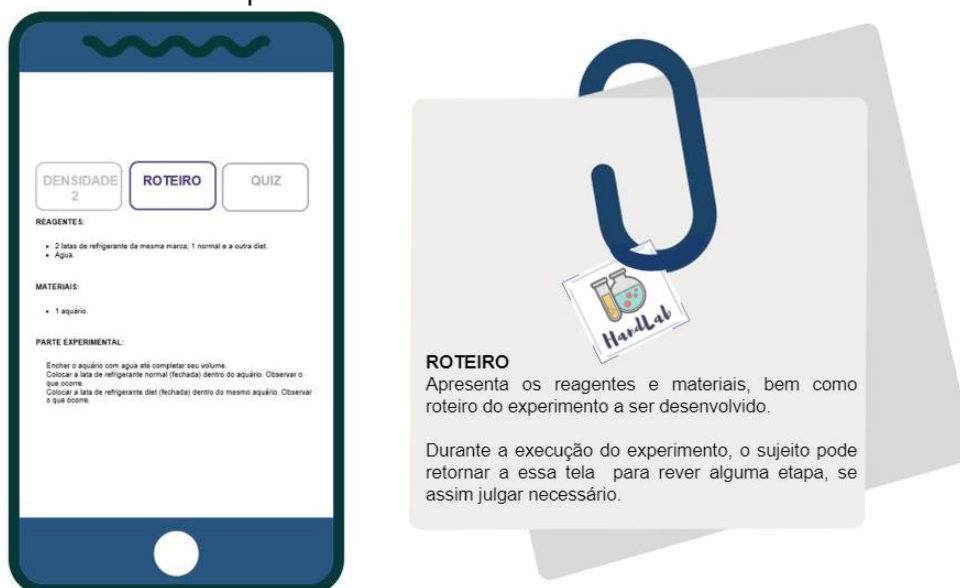 DENSIDADE
2
ROTEIRO
QUIZ
REAGENTES:
• 2 latas de refrigerante da mesma marca; 1 normal e a outra diet.
• Água.
MATERIAIS:
• 1 aquário.
PARTE EXPERIMENTAL:
Encher o aquário com agua até completar seu volume.
Colocar a lata de refrigerante normal (fechada) dentro do aquário. Observar o
que ocorre.
Colocar a lata de refrigerante diet (fechada) dentro do mesmo aquário. Observar
o que ocorre.
HandLab
ROTEIRO
Apresenta os reagentes e materiais, bem como
roteiro do experimento a ser desenvolvido.
Durante a execução do experimento, o sujeito pode
retornar a essa tela para rever alguma etapa, se
assim julgar necessário.